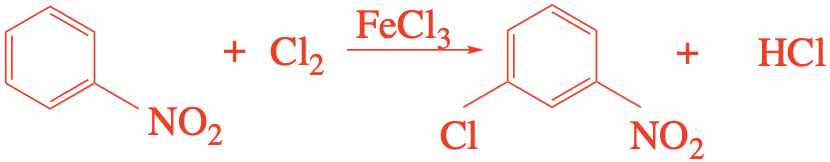 FeCl₃
+ Cl₂ + HCl
NO₂ Cl NO₂